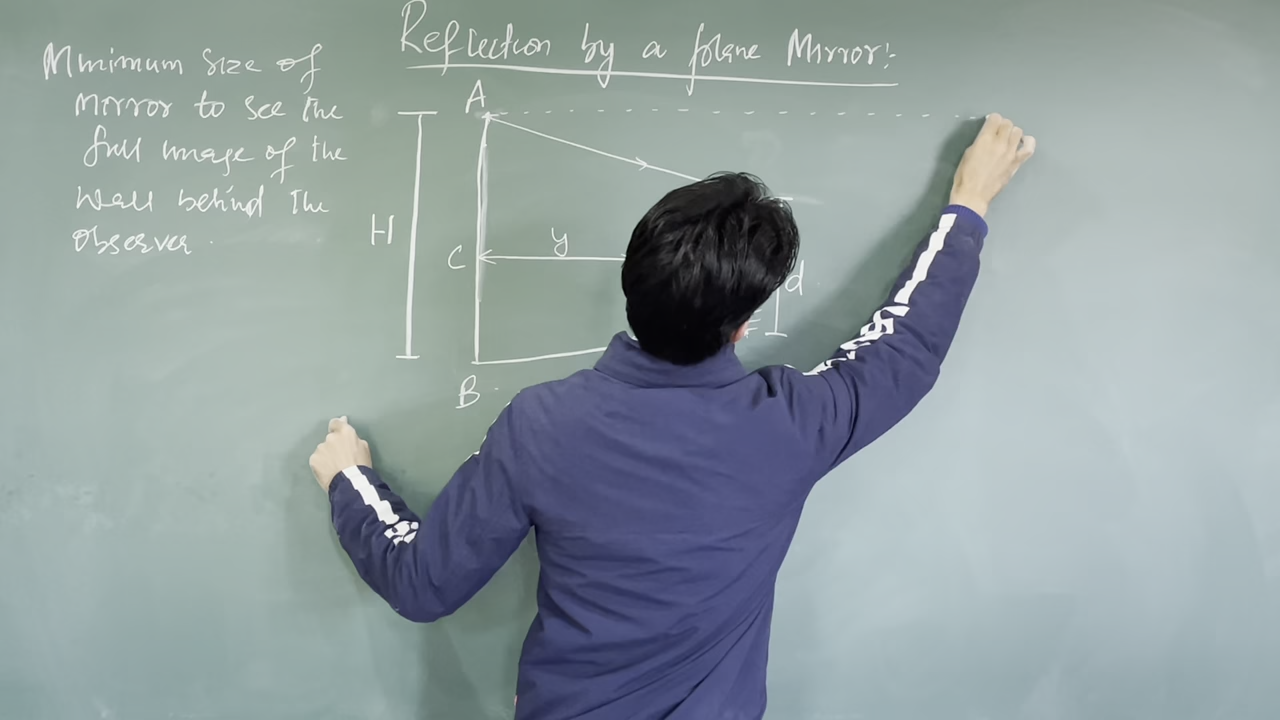 Reflection by a plane Mirror:-
Minimum size of
mirror to see the
full image of the
wall behind the
observer.
A
H
C
y
d
E
B